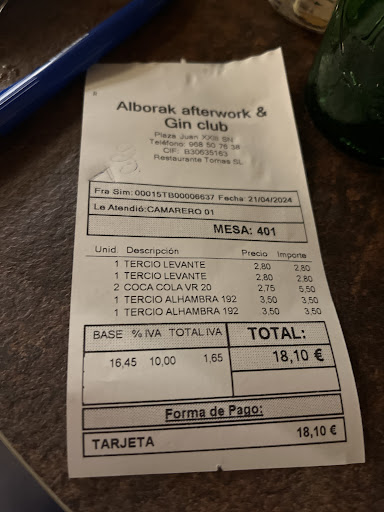 Alborak afterwork &
Gin club
Plaza Juan XXIII SN
Teléfono: 968 50 75 38
CIF: B30635163
Restaurante Tomas SL
Fra Sim: 00015TB00006637 Fecha: 21/04/2024
Le Atendió: CAMARERO 01
MESA: 401
Unid. Descripción Precio Importe
1 TERCIO LEVANTE 2,80 2,80
1 TERCIO LEVANTE 2,80 2,80
2 COCA COLA VR 20 2,75 5,50
1 TERCIO ALHAMBRA 192 3,50 3,50
1 TERCIO ALHAMBRA 192 3,50 3,50
BASE % IVA TOTAL IVA TOTAL:
16,45 10,00 1,65 18,10 €
Forma de Pago:
TARJETA 18,10 €